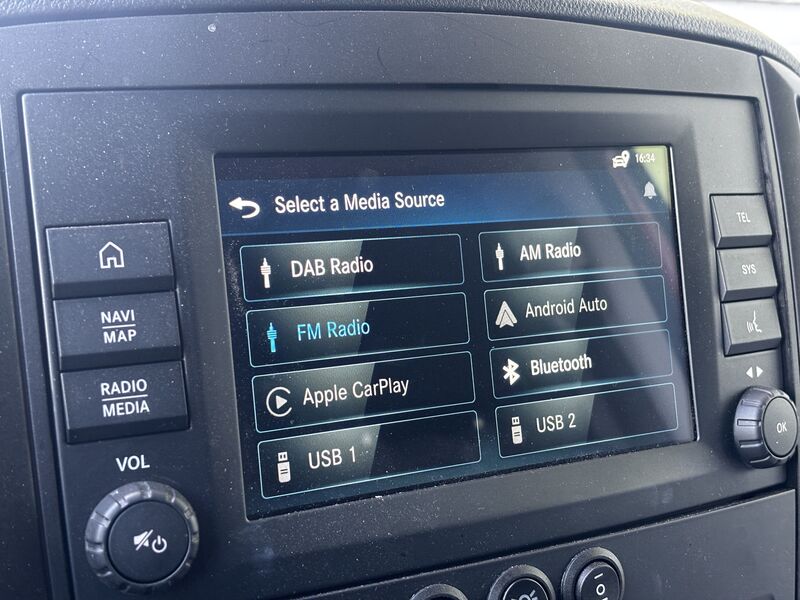 16:34
Select a Media Source
DAB Radio
AM Radio
FM Radio
Android Auto
Apple CarPlay
Bluetooth
USB 1
USB 2
NAVI
MAP
RADIO
MEDIA
VOL
TEL
SYS
OK